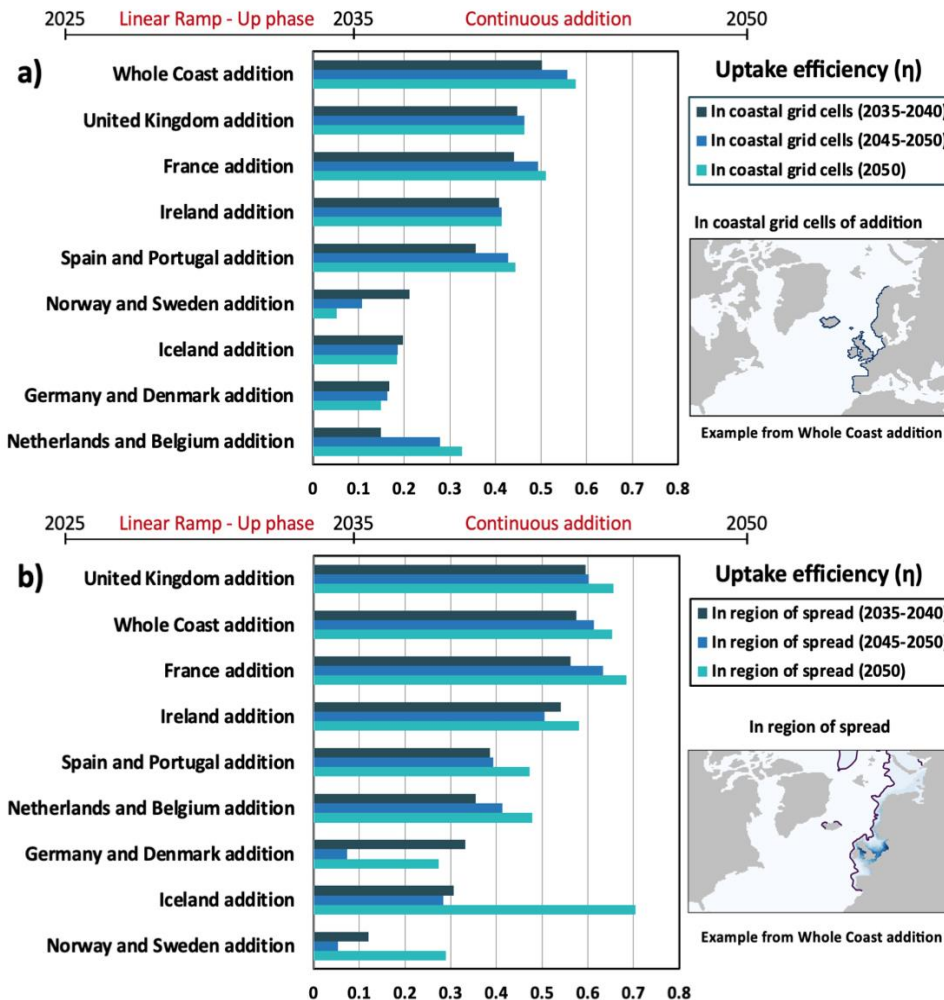 2025 Linear Ramp - Up phase 2035 Continuous addition 2050
a)
Whole Coast addition
United Kingdom addition
France addition
Ireland addition
Spain and Portugal addition
Norway and Sweden addition
Iceland addition
Germany and Denmark addition
Netherlands and Belgium addition
0 0.1 0.2 0.3 0.4 0.5 0.6 0.7 0.8
Uptake efficiency (η)
In coastal grid cells (2035-2040)
In coastal grid cells (2045-2050)
In coastal grid cells (2050)
In coastal grid cells of addition
Example from Whole Coast addition
2025 Linear Ramp - Up phase 2035 Continuous addition 2050
b)
United Kingdom addition
Whole Coast addition
France addition
Ireland addition
Spain and Portugal addition
Netherlands and Belgium addition
Germany and Denmark addition
Iceland addition
Norway and Sweden addition
0 0.1 0.2 0.3 0.4 0.5 0.6 0.7 0.8
Uptake efficiency (η)
In region of spread (2035-2040)
In region of spread (2045-2050)
In region of spread (2050)
In region of spread
Example from Whole Coast addition